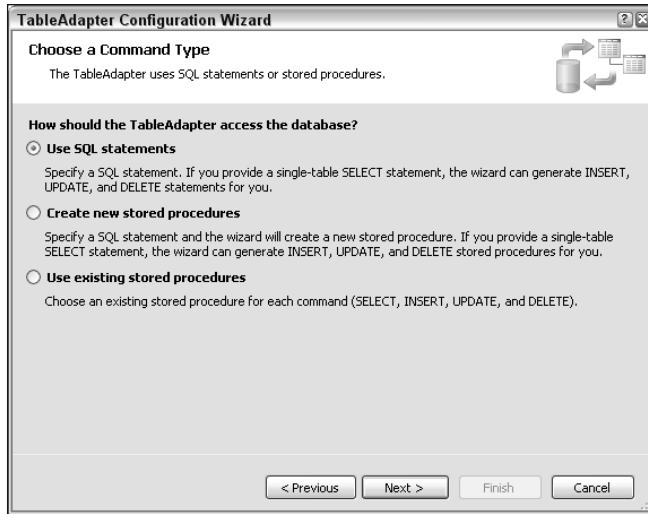 TableAdapter Configuration Wizard
Choose a Command Type
The TableAdapter uses SQL statements or stored procedures.
How should the TableAdapter access the database?
Use SQL statements
Specify a SQL statement. If you provide a single-table SELECT statement, the wizard can generate INSERT,
UPDATE, and DELETE statements for you.
Create new stored procedures
Specify a SQL statement and the wizard will create a new stored procedure. If you provide a single-table
SELECT statement, the wizard can generate INSERT, UPDATE, and DELETE stored procedures for you.
Use existing stored procedures
Choose an existing stored procedure for each command (SELECT, INSERT, UPDATE, and DELETE).
< Previous Next > Finish Cancel